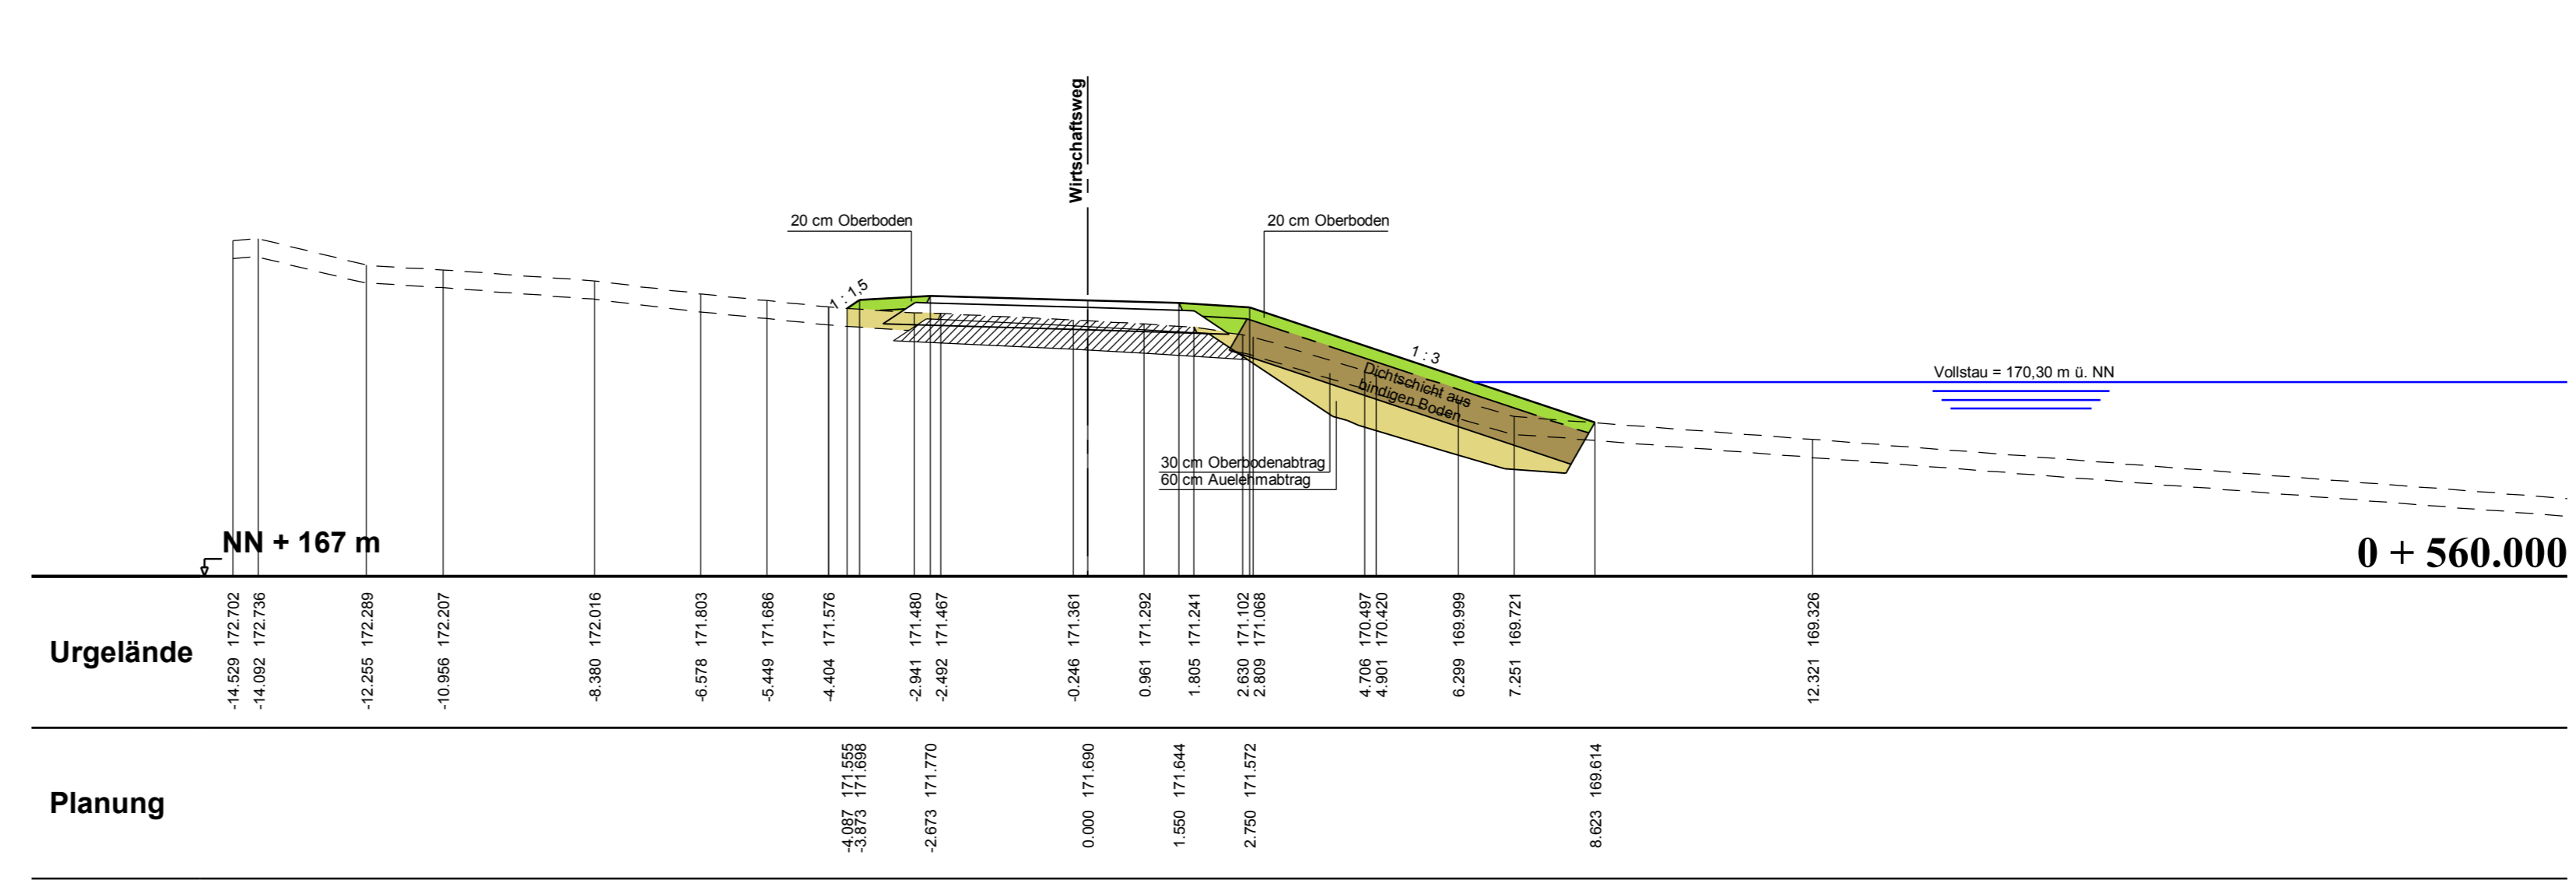 Wirtschaftsweg
20 cm Oberboden
20 cm Oberboden
1 : 1,5
1 : 3
Dichtschicht aus
bindigen Boden
Vollstau = 170,30 m ü. NN
30 cm Oberbodenabtrag
60 cm Auelehmabtrag
NN + 167 m
0 + 560.000
Urgelände
-14.529 172.702
-14.092 172.736
-12.255 172.289
-10.956 172.207
-8.380 172.016
-6.578 171.803
-5.449 171.686
-4.404 171.576
-2.941 171.480
-2.492 171.467
-0.246 171.361
0.961 171.292
1.805 171.241
2.630 171.102
2.809 171.068
4.706 170.497
4.901 170.420
6.299 169.999
7.251 169.721
12.321 169.326
Planung
-4.087 171.555
-3.873 171.698
-2.673 171.770
0.000 171.690
1.550 171.644
2.750 171.572
8.623 169.614